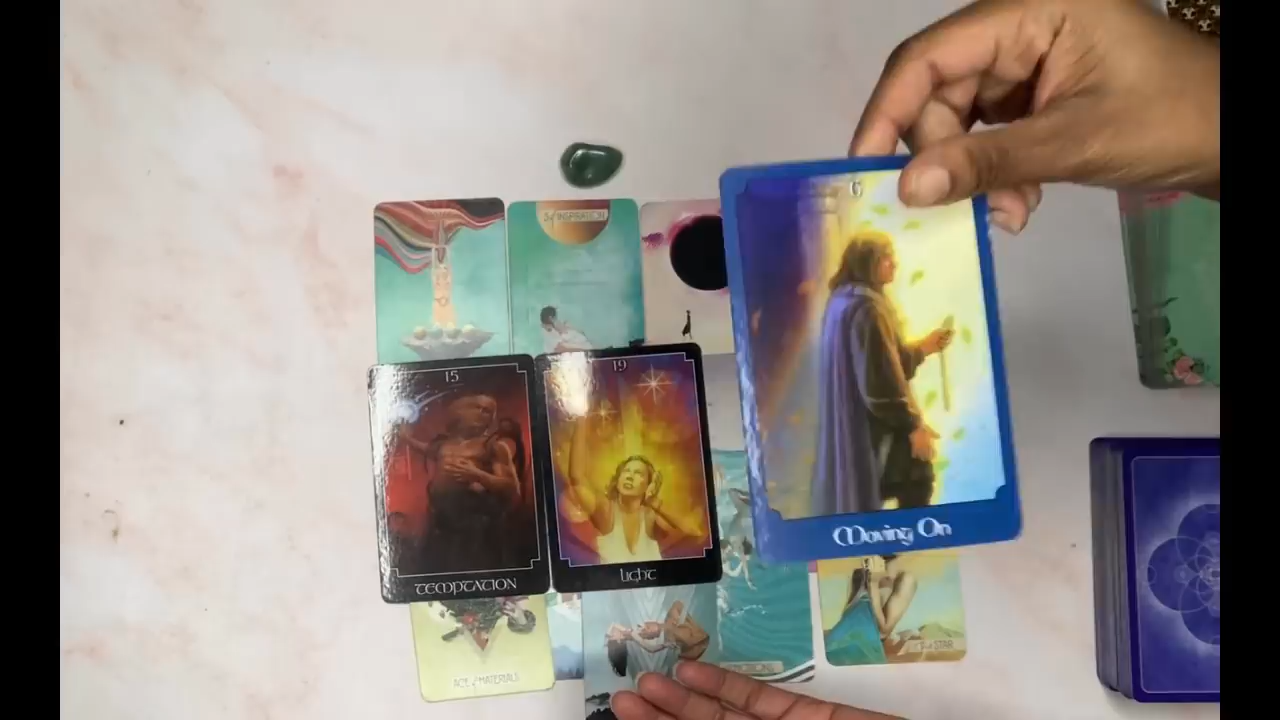 INSPIRATION
6
15
19
Moving On
TEMPTATION
LIGHT
THE STAR
ACE of MATERIALS